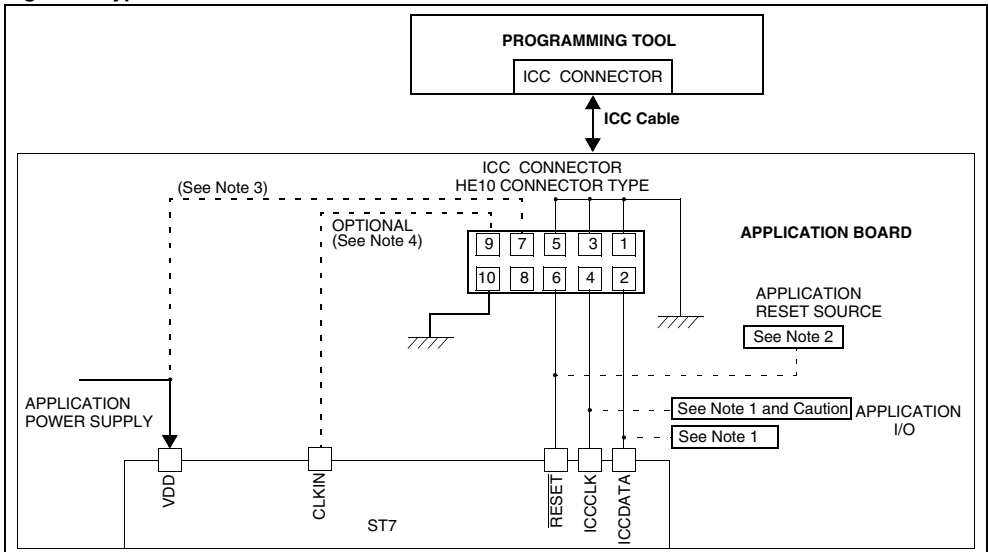 PROGRAMMING TOOL
ICC CONNECTOR
ICC Cable
ICC CONNECTOR
HE10 CONNECTOR TYPE
(See Note 3)
OPTIONAL
(See Note 4)
9 7 5 3 1
10 8 6 4 2
APPLICATION BOARD
APPLICATION
RESET SOURCE
See Note 2
See Note 1 and Caution
See Note 1
APPLICATION
I/O
APPLICATION
POWER SUPPLY
VDD
CLKIN
RESET
ICCCLK
ICCDATA
ST7